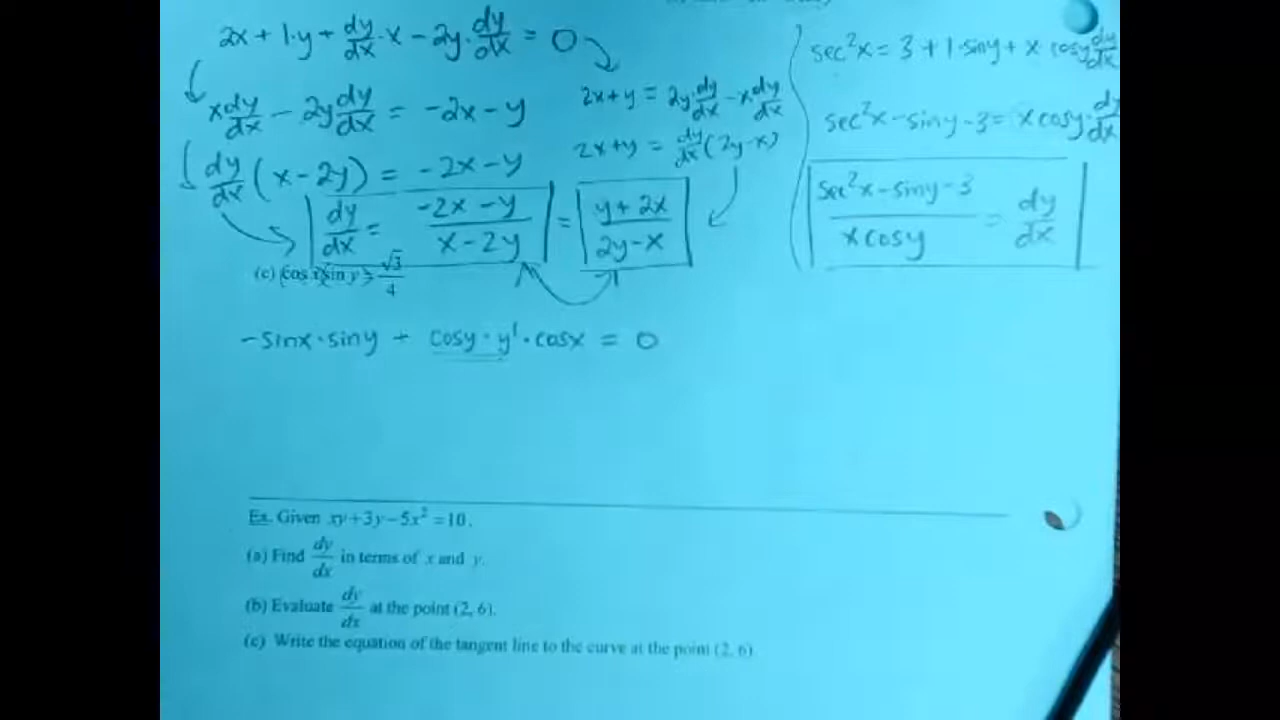 2x + 1·y + dy/dx·x − 2y·dy/dx = 0
x dy/dx − 2y dy/dx = −2x − y
dy/dx (x − 2y) = −2x − y
dy/dx = (−2x − y)/(x − 2y) = (y + 2x)/(2y − x)
2x + y = 2y·dy/dx − x dy/dx
2x + y = dy/dx (2y − x)
sec²x = 3 + 1·siny + x·cosy dy/dx
sec²x − siny − 3 = x cosy·dy/dx
(sec²x − siny − 3)/(x cosy) = dy/dx
(c) cos x sin y = √3/4
−sinx·siny + cosy·y'·cosx = 0
Ex. Given xy + 3y − 5x² = 10.
(a) Find dy/dx in terms of x and y.
(b) Evaluate dy/dx at the point (2, 6).
(c) Write the equation of the tangent line to the curve at the point (2, 6)